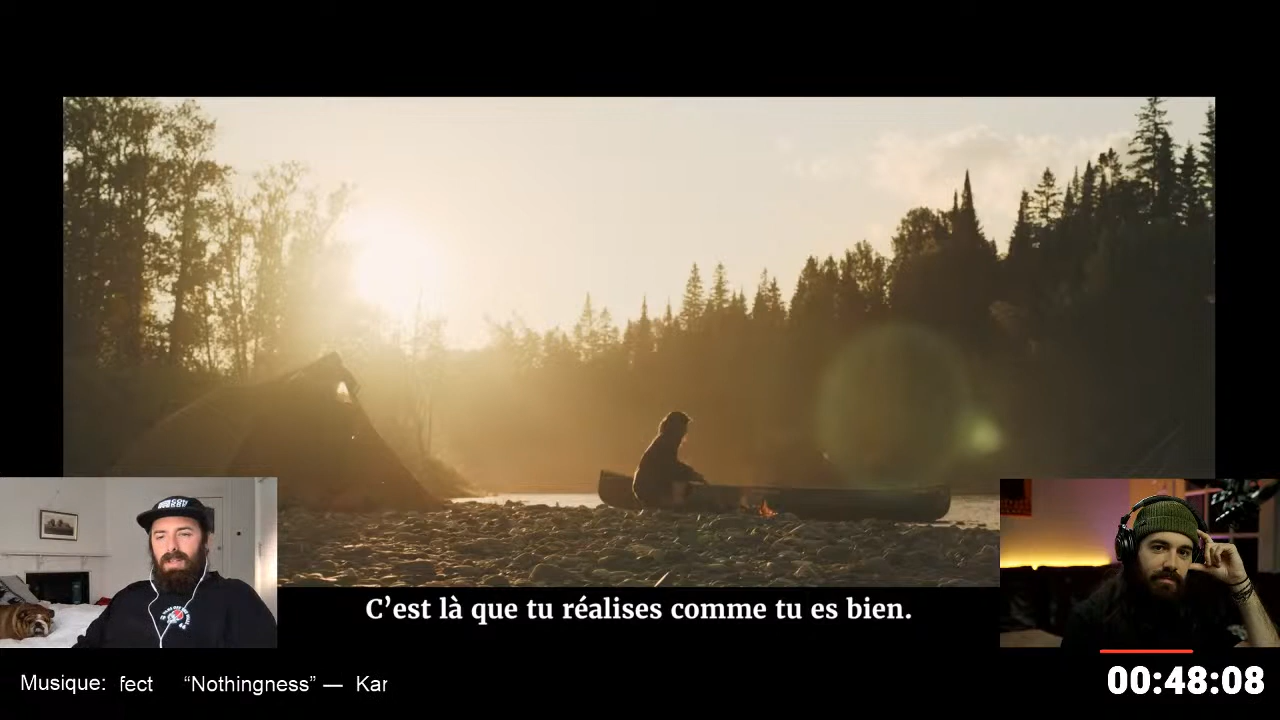 C’est là que tu réalises comme tu es bien.
Musique: fect “Nothingness” — Kar
00:48:08